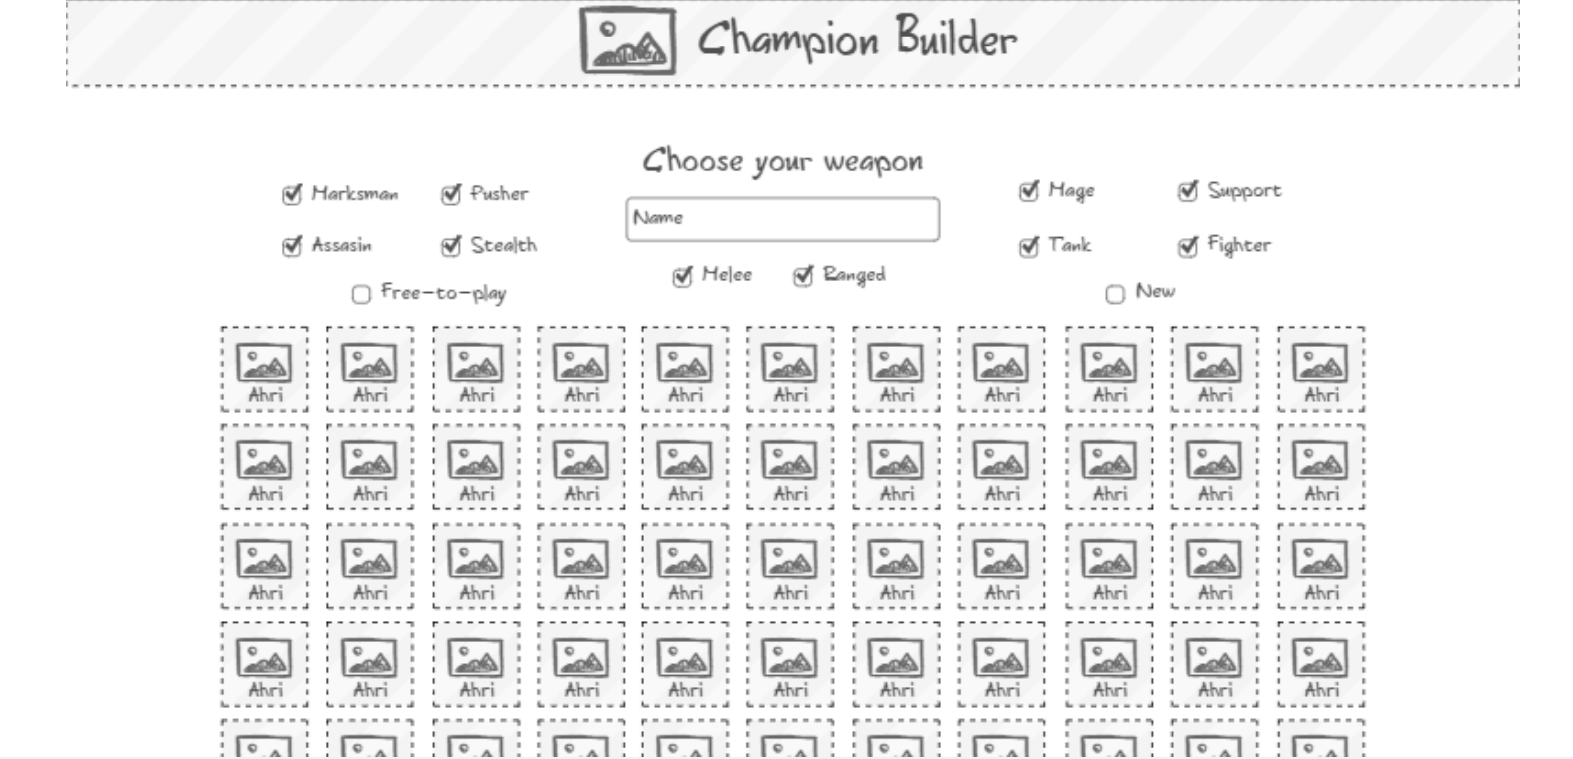 Champion Builder
Choose your weapon
Marksman Pusher Mage Support
Name
Assasin Stealth Tank Fighter
Melee Ranged
Free-to-play New
Ahri Ahri Ahri Ahri Ahri Ahri Ahri Ahri Ahri Ahri Ahri
Ahri Ahri Ahri Ahri Ahri Ahri Ahri Ahri Ahri Ahri Ahri
Ahri Ahri Ahri Ahri Ahri Ahri Ahri Ahri Ahri Ahri Ahri
Ahri Ahri Ahri Ahri Ahri Ahri Ahri Ahri Ahri Ahri Ahri